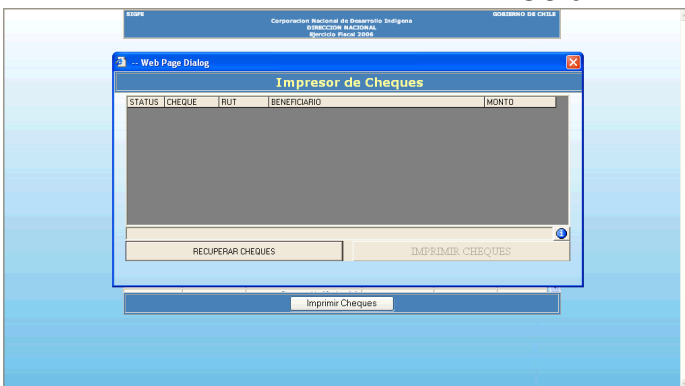 SIGFE
GOBIERNO DE CHILE
Corporacion Nacional de Desarrollo Indigena
DIRECCION NACIONAL
Ejercicio Fiscal 2006
-- Web Page Dialog
Impresor de Cheques
STATUS CHEQUE RUT BENEFICIARIO MONTO
RECUPERAR CHEQUES IMPRIMIR CHEQUES
Imprimir Cheques